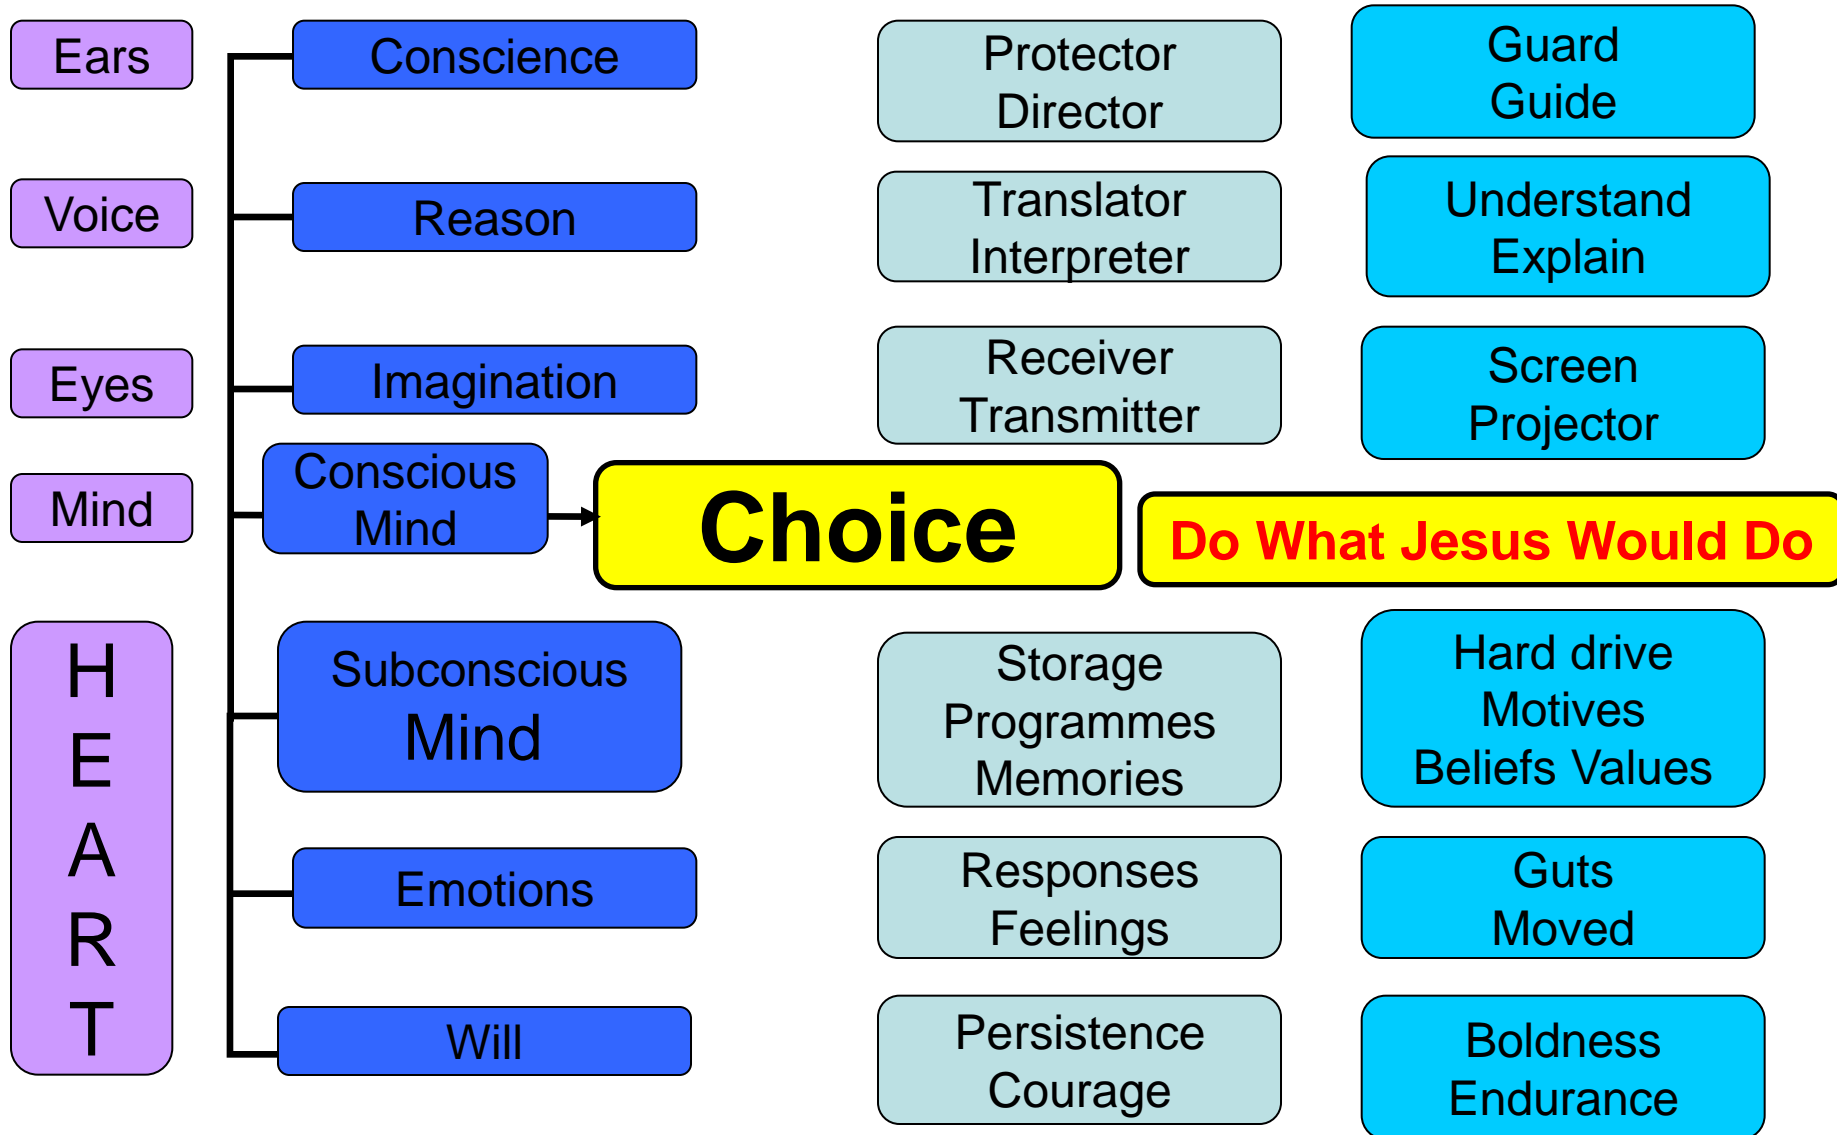 Ears
Conscience
Protector
Director
Guard
Guide
Voice
Reason
Translator
Interpreter
Understand
Explain
Eyes
Imagination
Receiver
Transmitter
Screen
Projector
Mind
Conscious
Mind
Choice
Do What Jesus Would Do
H
E
A
R
T
Subconscious
Mind
Storage
Programmes
Memories
Hard drive
Motives
Beliefs Values
Emotions
Responses
Feelings
Guts
Moved
Will
Persistence
Courage
Boldness
Endurance